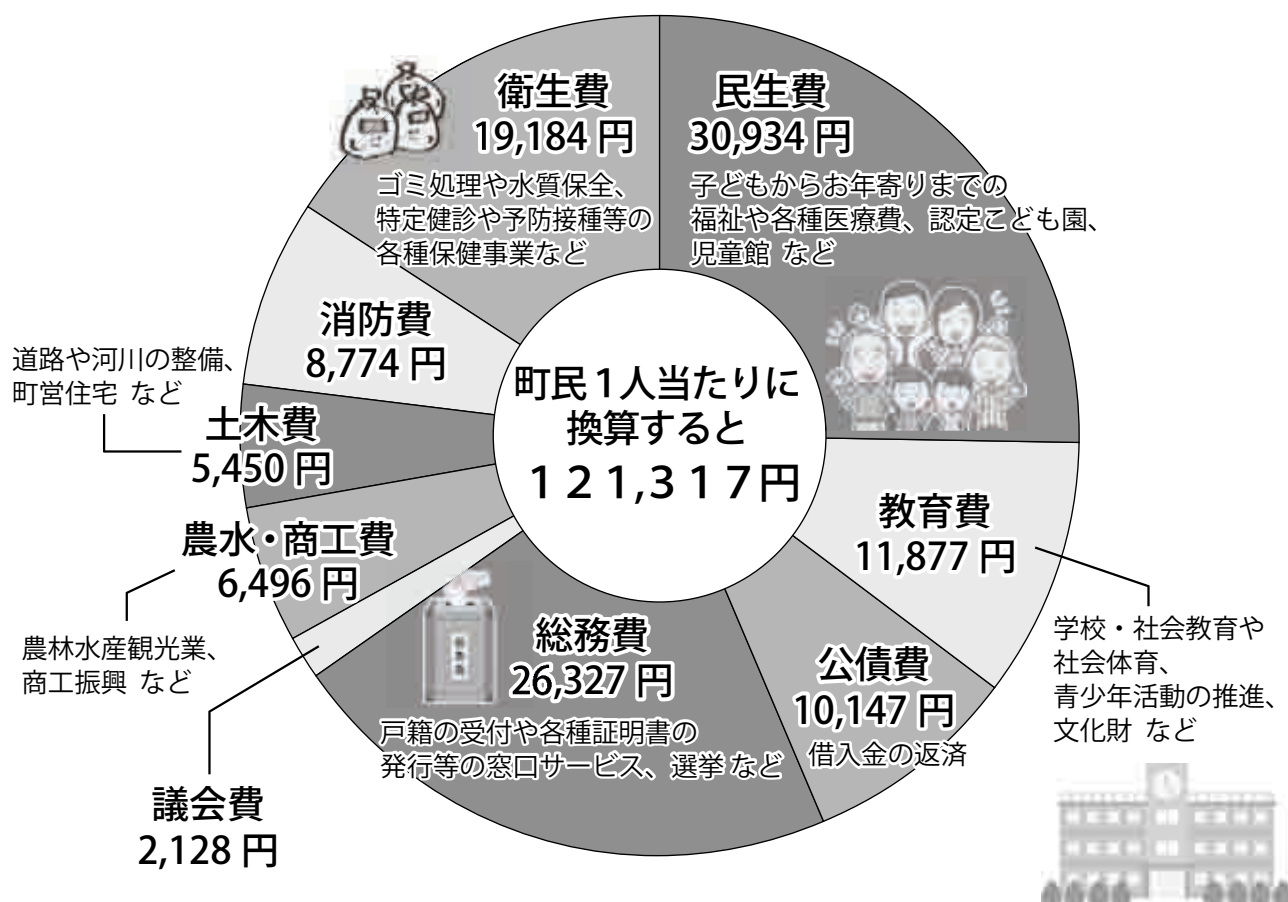 町民１人当たりに
換算すると
１２１,３１７円
民生費
30,934 円
子どもからお年寄りまでの
福祉や各種医療費、認定こども園、
児童館 など
教育費
11,877 円
学校・社会教育や
社会体育、
青少年活動の推進、
文化財 など
公債費
10,147 円
借入金の返済
総務費
26,327 円
戸籍の受付や各種証明書の
発行等の窓口サービス、選挙 など
議会費
2,128 円
農水・商工費
6,496 円
農林水産観光業、
商工振興 など
土木費
5,450 円
道路や河川の整備、
町営住宅 など
消防費
8,774 円
衛生費
19,184 円
ゴミ処理や水質保全、
特定健診や予防接種等の
各種保健事業など